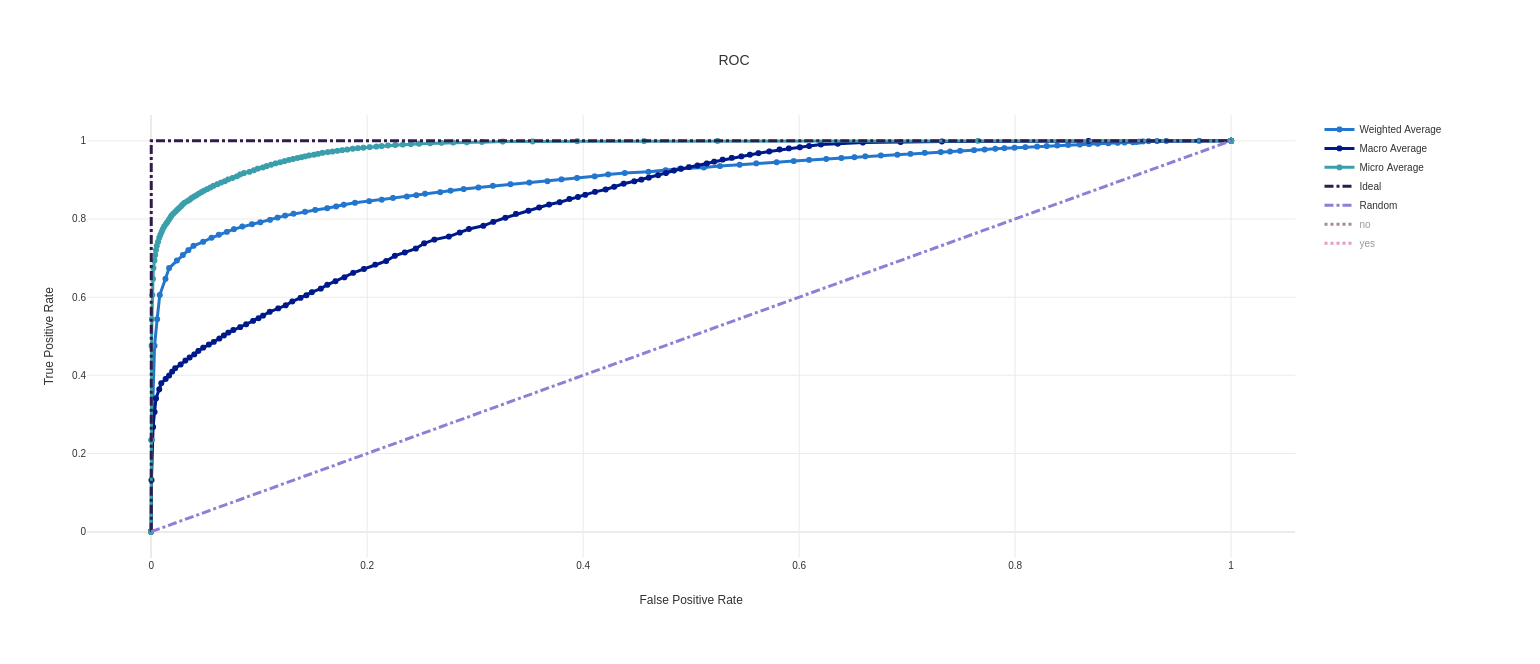 ROC
Weighted Average
Macro Average
Micro Average
Ideal
Random
no
yes
True Positive Rate
1
0.8
0.6
0.4
0.2
0
0 0.2 0.4 0.6 0.8 1
False Positive Rate